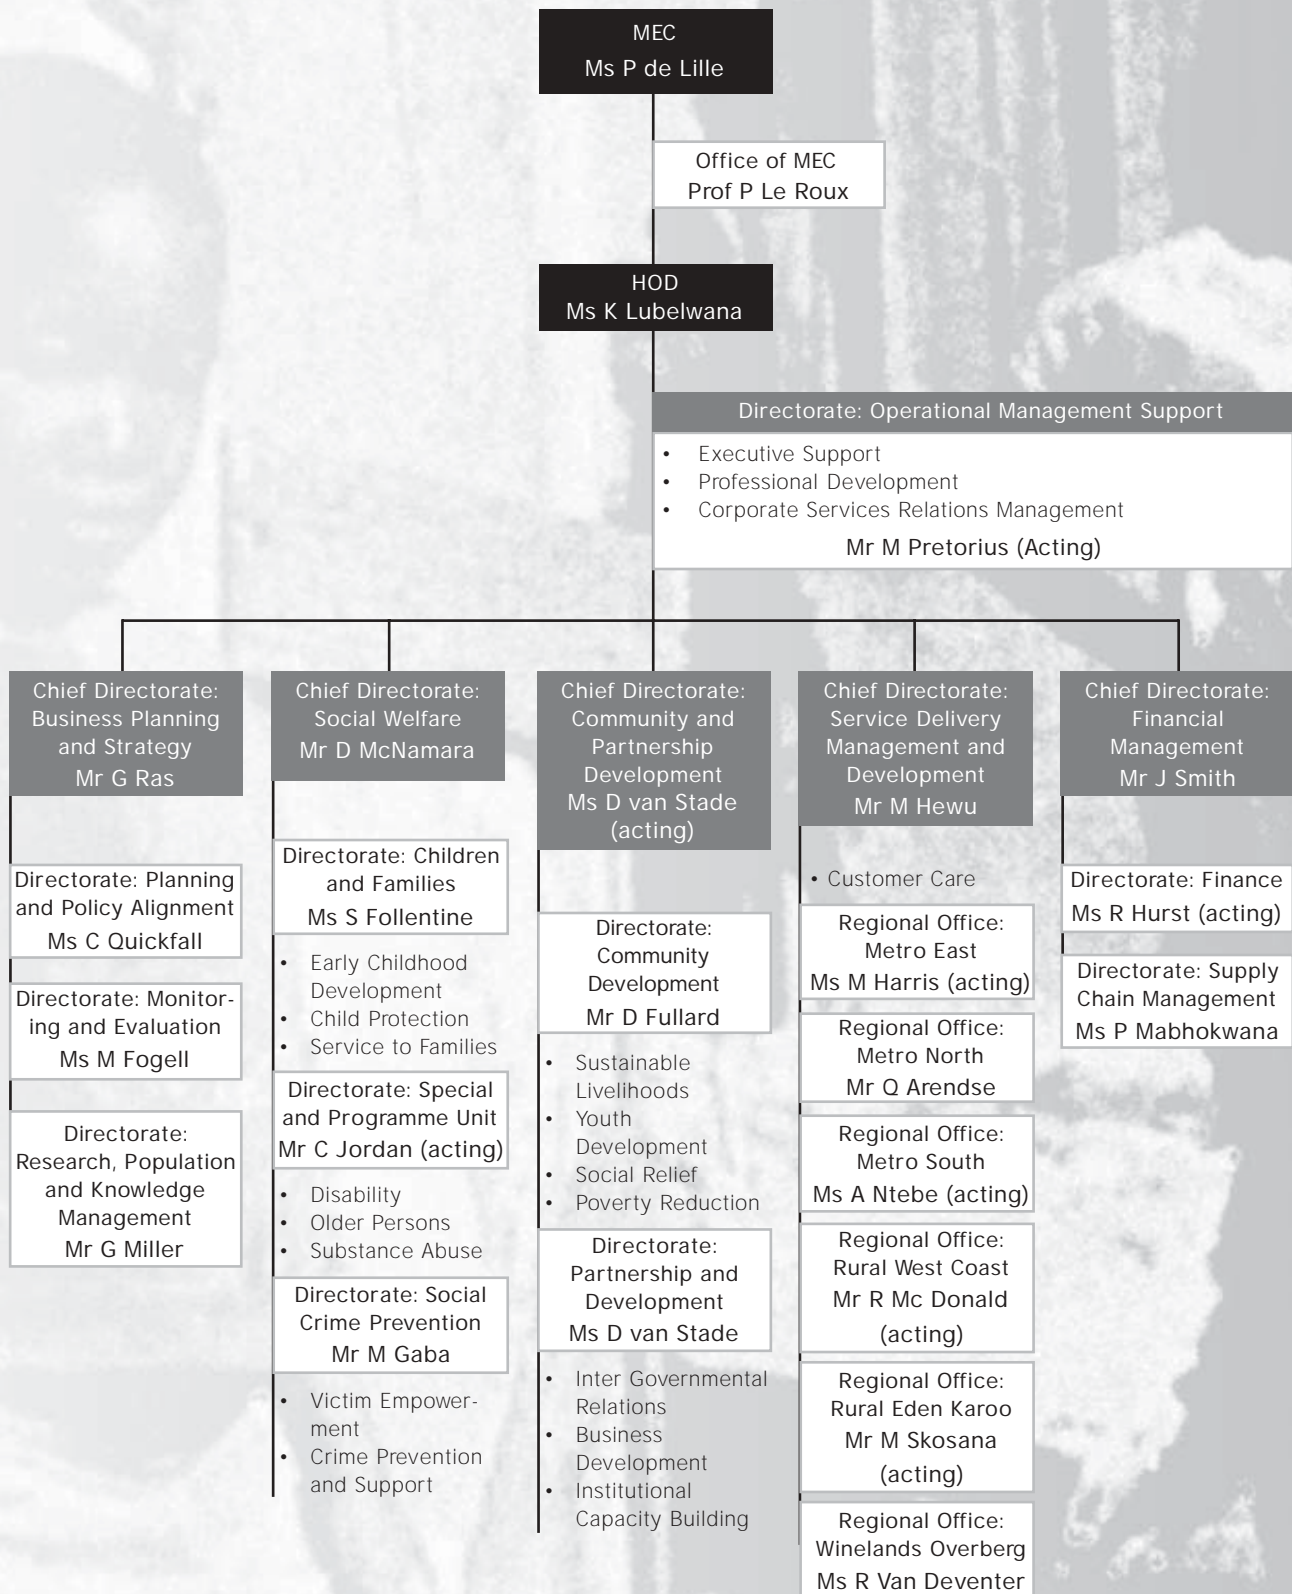 MEC
Ms P de Lille
Office of MEC
Prof P Le Roux
HOD
Ms K Lubelwana
Directorate: Operational Management Support
• Executive Support
• Professional Development
• Corporate Services Relations Management
Mr M Pretorius (Acting)
Chief Directorate:
Business Planning
and Strategy
Mr G Ras
Directorate: Planning
and Policy Alignment
Ms C Quickfall
Directorate: Monitor-
ing and Evaluation
Ms M Fogell
Directorate:
Research, Population
and Knowledge
Management
Mr G Miller
Chief Directorate:
Social Welfare
Mr D McNamara
Directorate: Children
and Families
Ms S Follentine
• Early Childhood
Development
• Child Protection
• Service to Families
Directorate: Special
and Programme Unit
Mr C Jordan (acting)
• Disability
• Older Persons
• Substance Abuse
Directorate: Social
Crime Prevention
Mr M Gaba
• Victim Empower-
ment
• Crime Prevention
and Support
Chief Directorate:
Community and
Partnership
Development
Ms D van Stade
(acting)
Directorate:
Community
Development
Mr D Fullard
• Sustainable
Livelihoods
• Youth
Development
• Social Relief
• Poverty Reduction
Directorate:
Partnership and
Development
Ms D van Stade
• Inter Governmental
Relations
• Business
Development
• Institutional
Capacity Building
Chief Directorate:
Service Delivery
Management and
Development
Mr M Hewu
• Customer Care
Regional Office:
Metro East
Ms M Harris (acting)
Regional Office:
Metro North
Mr Q Arendse
Regional Office:
Metro South
Ms A Ntebe (acting)
Regional Office:
Rural West Coast
Mr R Mc Donald
(acting)
Regional Office:
Rural Eden Karoo
Mr M Skosana
(acting)
Regional Office:
Winelands Overberg
Ms R Van Deventer
Chief Directorate:
Financial
Management
Mr J Smith
Directorate: Finance
Ms R Hurst (acting)
Directorate: Supply
Chain Management
Ms P Mabhokwana